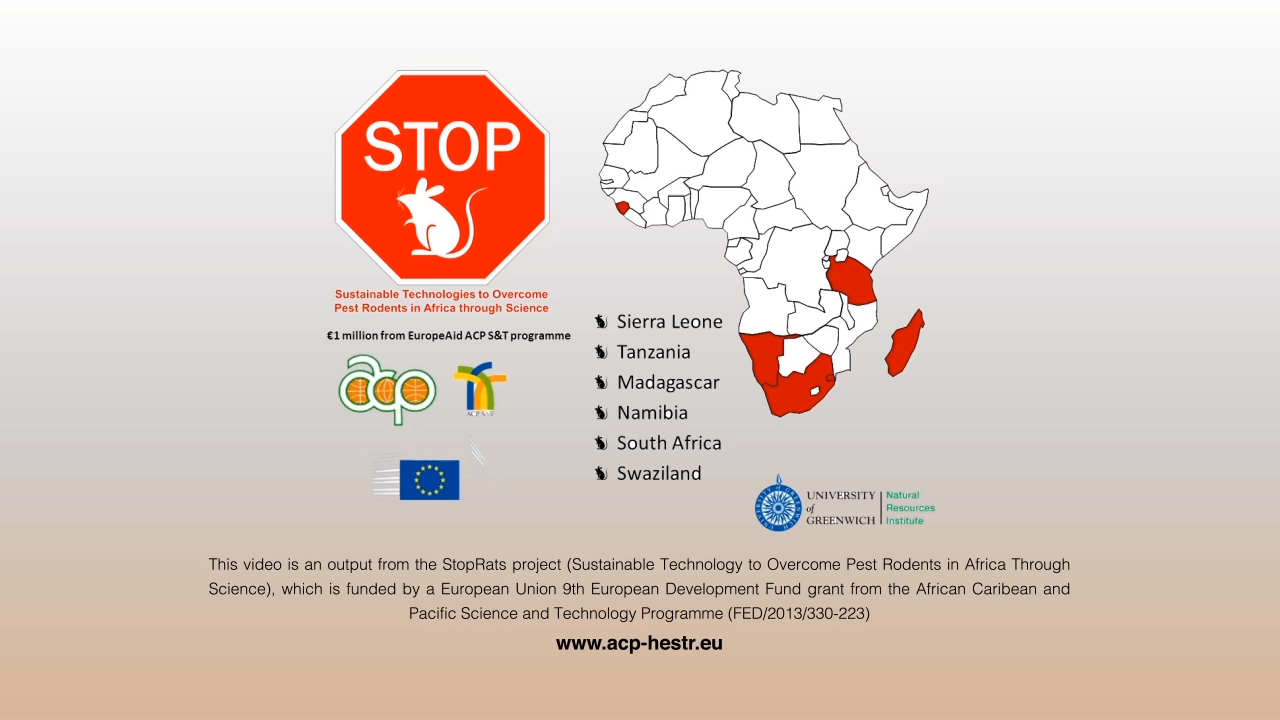 STOP
Sustainable Technologies to Overcome
Pest Rodents in Africa through Science
€1 million from EuropeAid ACP S&T programme
acp
ACP S&T
Sierra Leone
Tanzania
Madagascar
Namibia
South Africa
Swaziland
UNIVERSITY
of
GREENWICH
Natural
Resources
Institute
This video is an output from the StopRats project (Sustainable Technology to Overcome Pest Rodents in Africa Through
Science), which is funded by a European Union 9th European Development Fund grant from the African Caribean and
Pacific Science and Technology Programme (FED/2013/330-223)
www.acp-hestr.eu